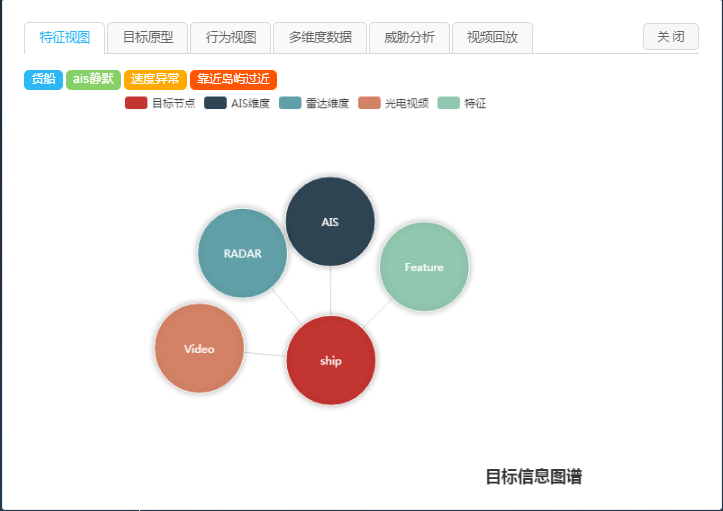 特征视图 目标原型 行为视图 多维度数据 威胁分析 视频回放 关 闭
货船 ais静默 速度异常 靠近岛屿过近
目标节点 AIS维度 雷达维度 光电视频 特征
AIS
RADAR
Feature
Video
ship
目标信息图谱